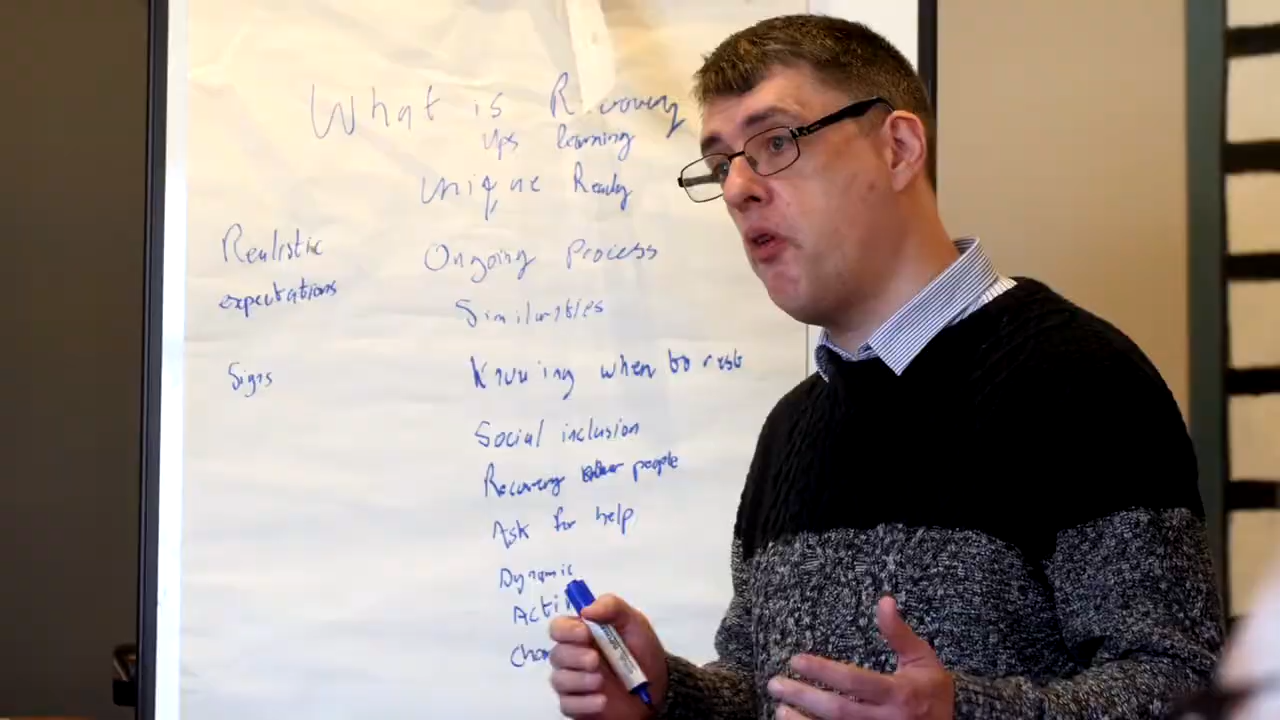 What is Recovery
Ups learning
Unique Ready
Realistic
expectations
Ongoing Process
Similarities
Signs
Knowing when to rest
Social inclusion
Recovery other people
Ask for help
Dynamic